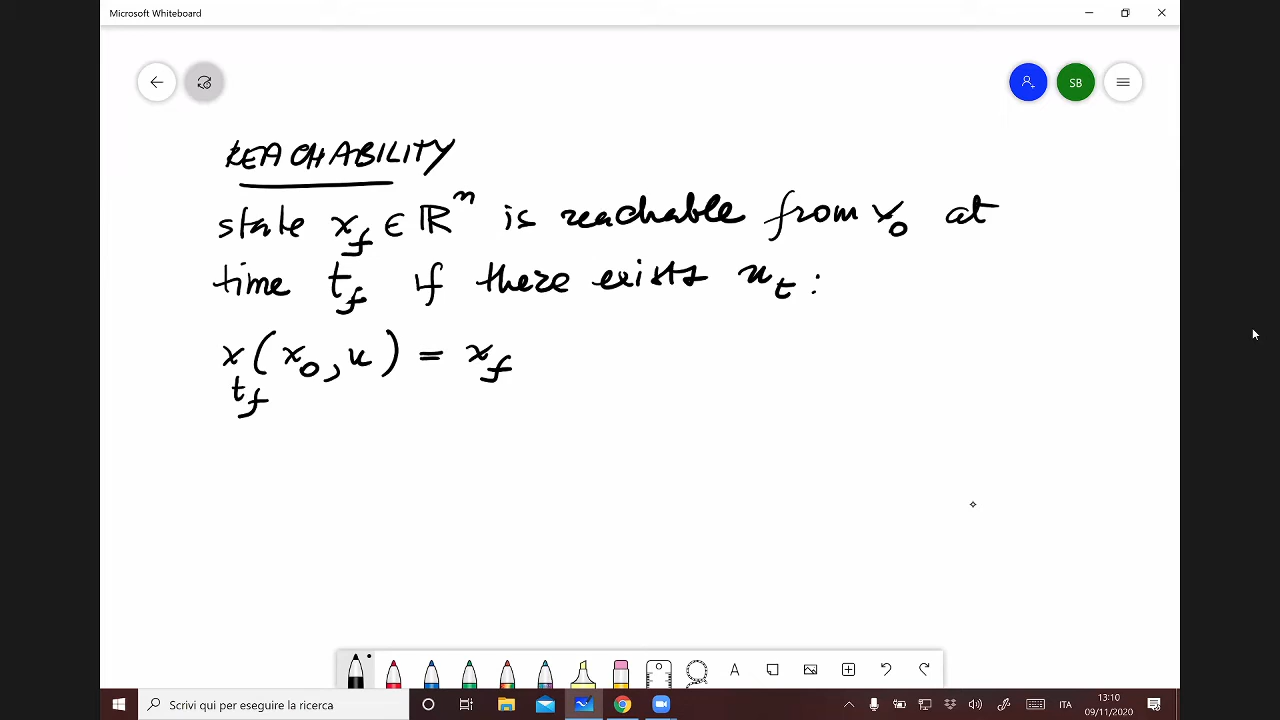 Microsoft Whiteboard
SB
REACHABILITY
state x_f ∈ ℝ^n is reachable from x_0 at
time t_f if there exists u_t :
x_{t_f}(x_0, u) = x_f
A
Scrivi qui per eseguire la ricerca
ITA
13:10
09/11/2020